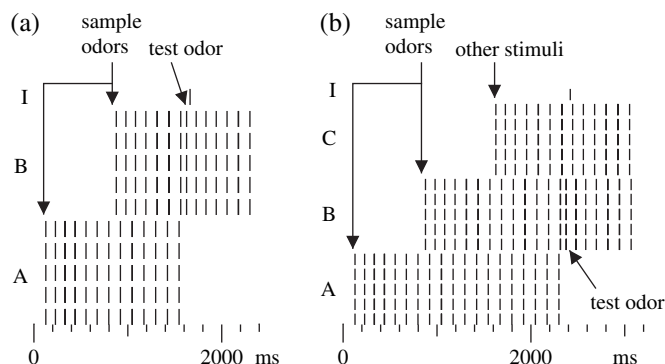 (a)
sample
odors
test odor
I
B
A
0
2000 ms
(b)
sample
odors
other stimuli
I
C
B
A
test odor
0
2000
ms